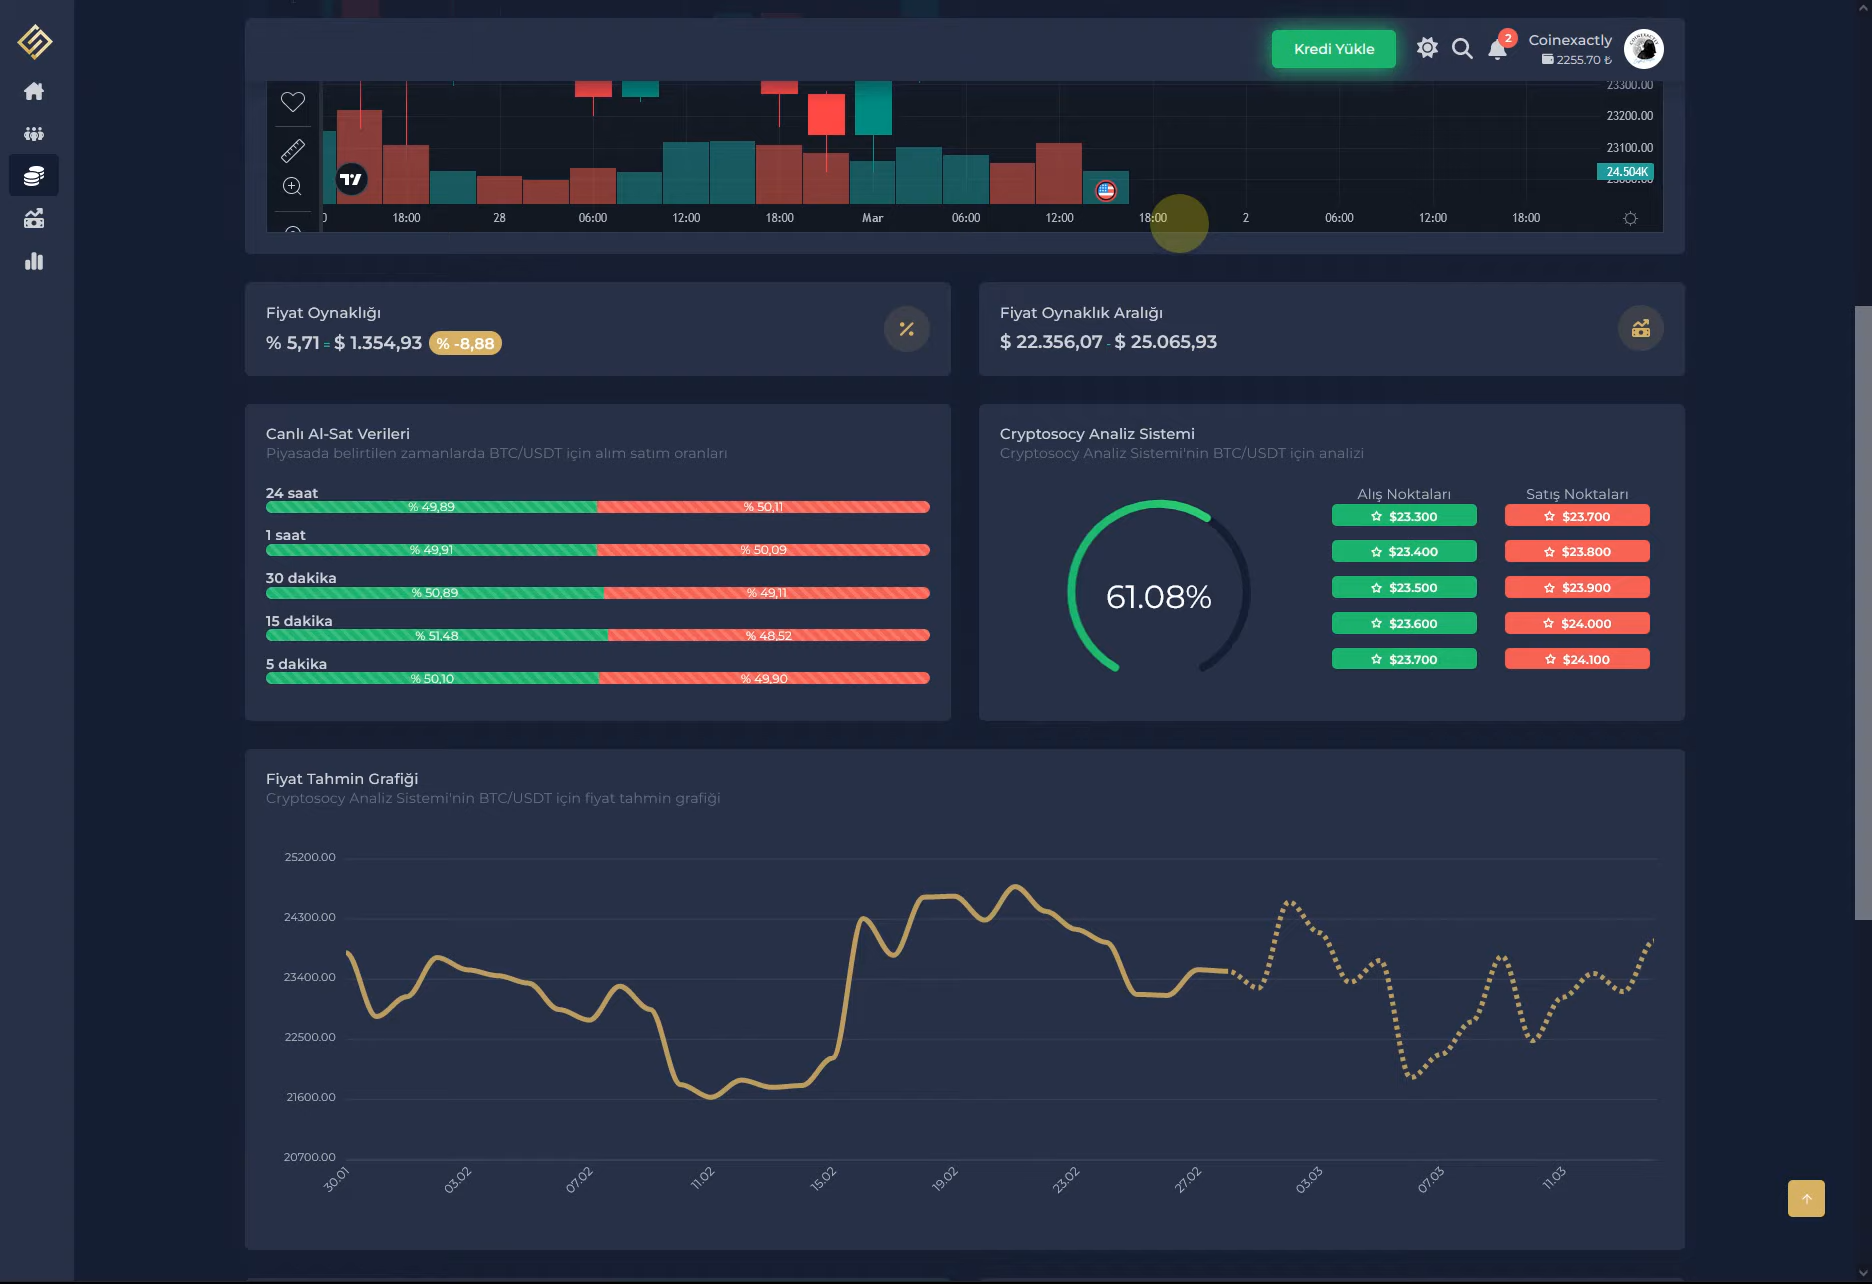 Kredi Yükle
2
Coinexactly
2255.70 ₺
23300.00
23200.00
23100.00
24.504K
18:00 28 06:00 12:00 18:00 Mar 06:00 12:00 18:00 2 06:00 12:00 18:00
Fiyat Oynaklığı
% 5,71 = $ 1.354,93 % -8,88
Fiyat Oynaklık Aralığı
$ 22.356,07 - $ 25.065,93
Canlı Al-Sat Verileri
Piyasada belirtilen zamanlarda BTC/USDT için alım satım oranları
24 saat
% 49,89 % 50,11
1 saat
% 49,91 % 50,09
30 dakika
% 50,89 % 49,11
15 dakika
% 51,48 % 48,52
5 dakika
% 50,10 % 49,90
Cryptosocy Analiz Sistemi
Cryptosocy Analiz Sistemi'nin BTC/USDT için analizi
61.08%
Alış Noktaları Satış Noktaları
$23.300 $23.700
$23.400 $23.800
$23.500 $23.900
$23.600 $24.000
$23.700 $24.100
Fiyat Tahmin Grafiği
Cryptosocy Analiz Sistemi'nin BTC/USDT için fiyat tahmin grafiği
25200.00
24300.00
23400.00
22500.00
21600.00
20700.00
30.01 03.02 07.02 11.02 15.02 19.02 23.02 27.02 03.03 07.03 11.03